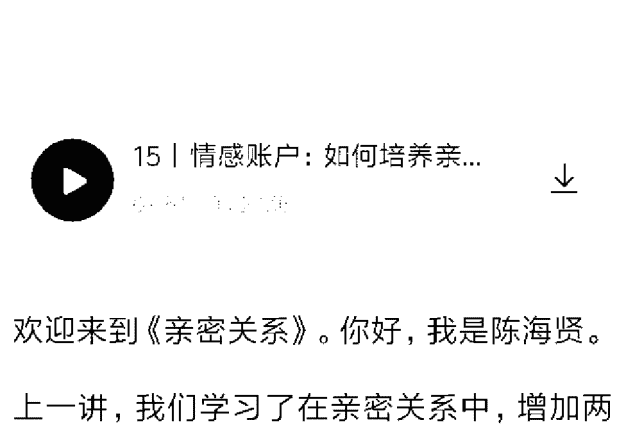 15丨情感账户：如何培养亲...
欢迎来到《亲密关系》。你好，我是陈海贤。
上一讲，我们学习了在亲密关系中，增加两